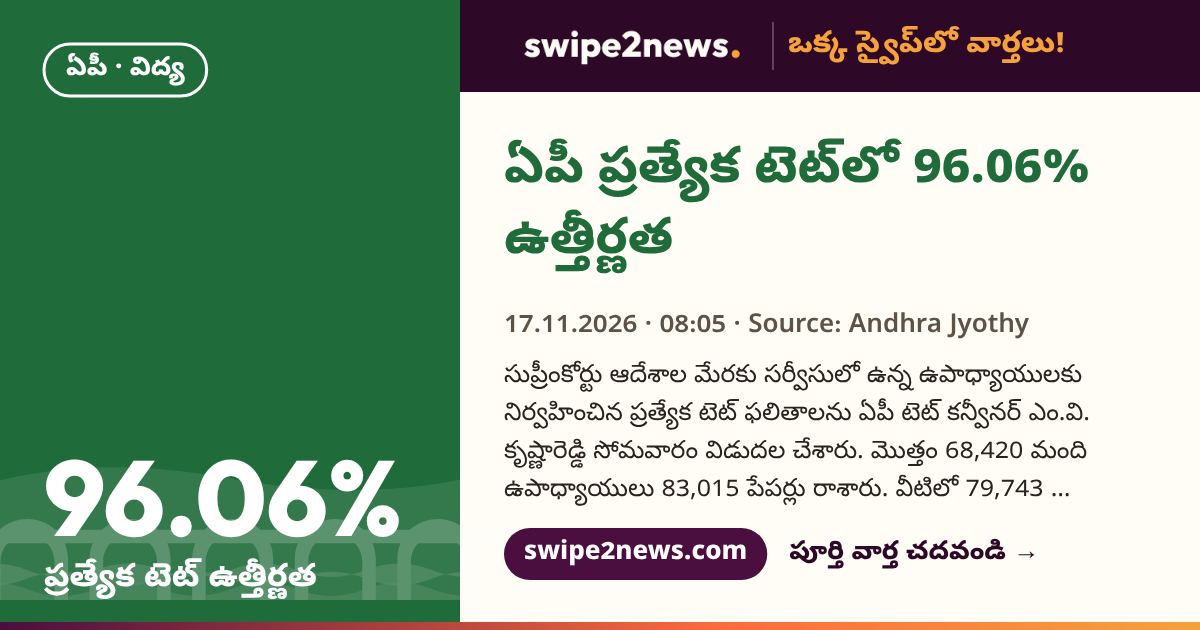 ఏపీ · విద్య
96.06%
ప్రత్యేక టెట్ ఉత్తీర్ణత
swipe2news.
ఒక్క స్వైప్‌లో వార్తలు!
ఏపీ ప్రత్యేక టెట్‌లో 96.06%
ఉత్తీర్ణత
17.11.2026 · 08:05 · Source: Andhra Jyothy
సుప్రీంకోర్టు ఆదేశాల మేరకు సర్వీసులో ఉన్న ఉపాధ్యాయులకు
నిర్వహించిన ప్రత్యేక టెట్ ఫలితాలను ఏపీ టెట్ కన్వీనర్ ఎం.వి.
కృష్ణారెడ్డి సోమవారం విడుదల చేశారు. మొత్తం 68,420 మంది
ఉపాధ్యాయులు 83,015 పేపర్లు రాశారు. వీటిలో 79,743 ...
swipe2news.com
పూర్తి వార్త చదవండి →